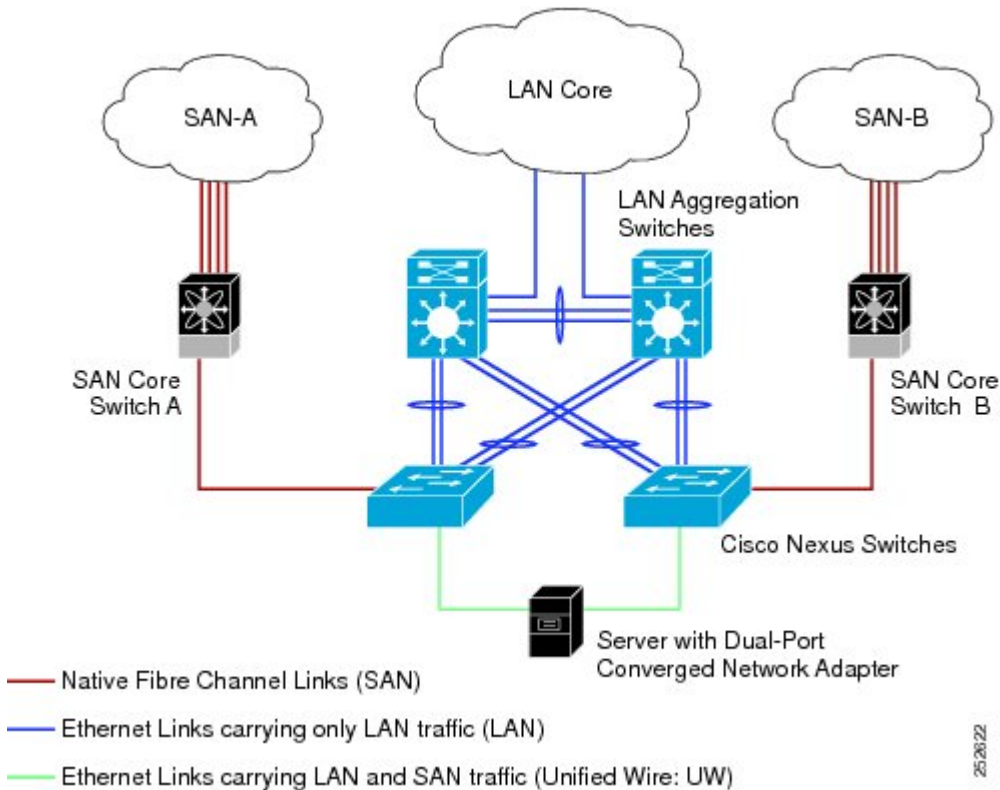 SAN-A
LAN Core
SAN-B
LAN Aggregation
Switches
SAN Core
Switch A
SAN Core
Switch B
Cisco Nexus Switches
Server with Dual-Port
Converged Network Adapter
Native Fibre Channel Links (SAN)
Ethernet Links carrying only LAN traffic (LAN)
Ethernet Links carrying LAN and SAN traffic (Unified Wire: UW)
252622